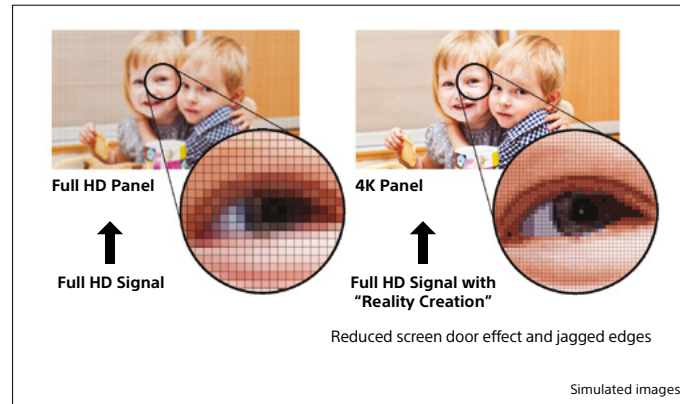 Full HD Panel
4K Panel
Full HD Signal
Full HD Signal with
“Reality Creation”
Reduced screen door effect and jagged edges
Simulated images